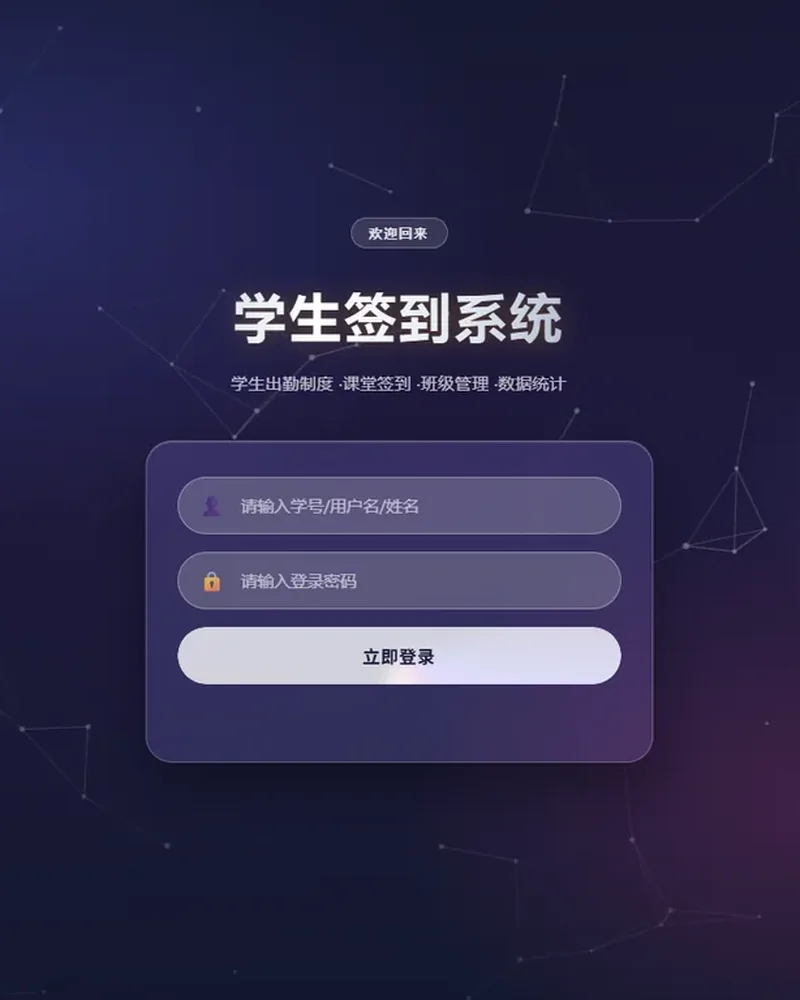 欢迎回来
学生签到系统
学生出勤制度 ·课堂签到 ·班级管理 ·数据统计
请输入学号/用户名/姓名
请输入登录密码
立即登录